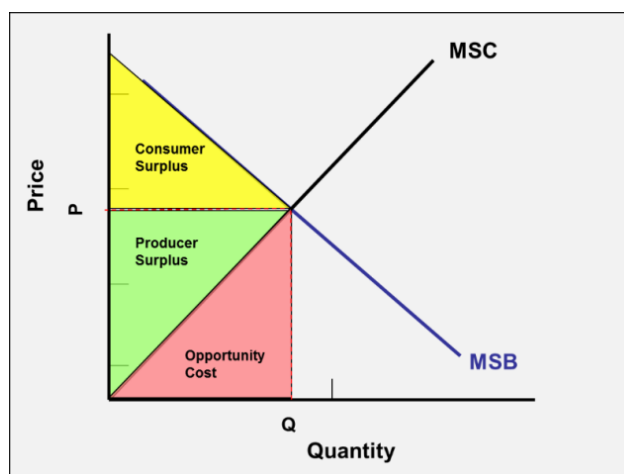 MSC
Consumer
Surplus
Price
P
Producer
Surplus
Opportunity
Cost
MSB
Q
Quantity